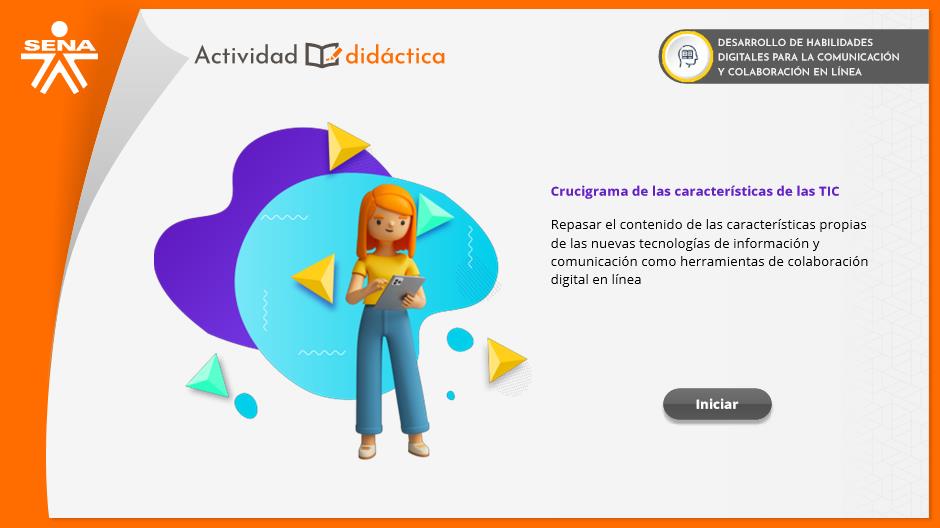 SENA
Actividad didáctica
DESARROLLO DE HABILIDADES
DIGITALES PARA LA COMUNICACIÓN
Y COLABORACIÓN EN LÍNEA
Crucigrama de las características de las TIC
Repasar el contenido de las características propias
de las nuevas tecnologías de información y
comunicación como herramientas de colaboración
digital en línea
Iniciar